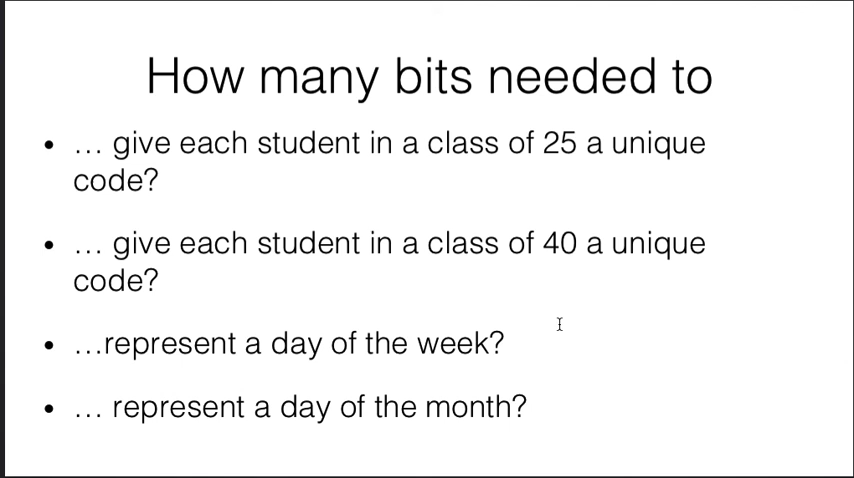 How many bits needed to
• … give each student in a class of 25 a unique
code?
• … give each student in a class of 40 a unique
code?
• …represent a day of the week?
• … represent a day of the month?